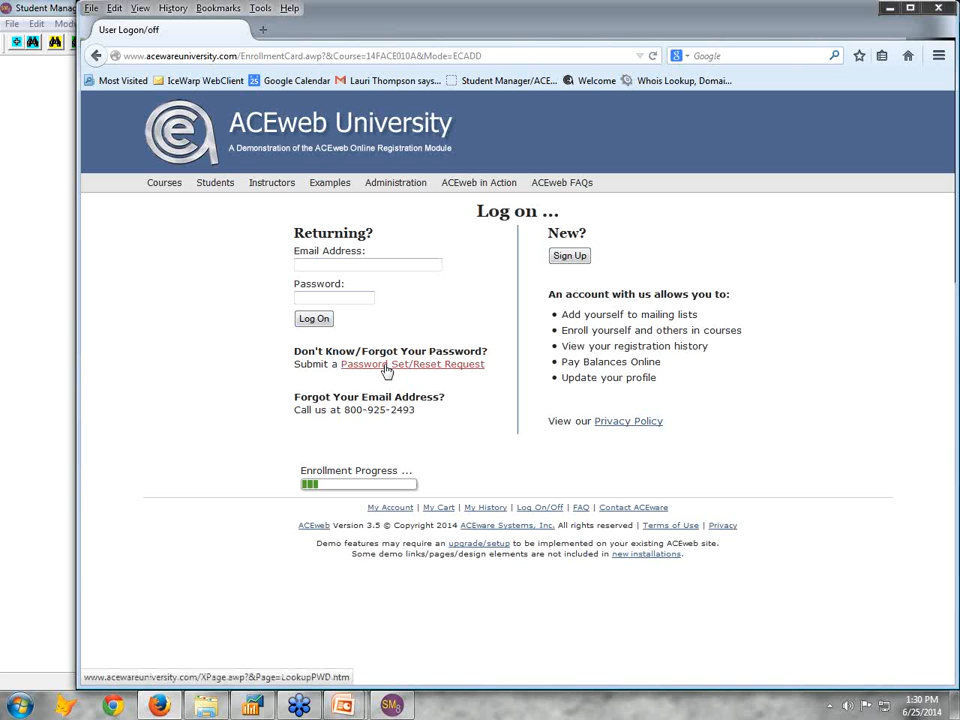 Student Manag
File Edit View History Bookmarks Tools Help
File Edit Mod
User Logon/off
www.acewareuniversity.com/EnrollmentCard.awp?&Course=14FACE010A&Mode=ECADD
Google
Most Visited IceWarp WebClient Google Calendar Lauri Thompson says... Student Manager/ACE... Welcome Whois Lookup, Domai...
ACEweb University
A Demonstration of the ACEweb Online Registration Module
Courses Students Instructors Examples Administration ACEweb in Action ACEweb FAQs
Log on ...
Returning?
Email Address:
Password:
Log On
Don't Know/Forgot Your Password?
Submit a Password Set/Reset Request
Forgot Your Email Address?
Call us at 800-925-2493
New?
Sign Up
An account with us allows you to:
• Add yourself to mailing lists
• Enroll yourself and others in courses
• View your registration history
• Pay Balances Online
• Update your profile
View our Privacy Policy
Enrollment Progress ...
My Account | My Cart | My History | Log On/Off | FAQ | Contact ACEware
ACEweb Version 3.5 © Copyright 2014 ACEware Systems, Inc. All rights reserved | Terms of Use | Privacy
Demo features may require an upgrade/setup to be implemented on your existing ACEweb site.
Some demo links/pages/design elements are not included in new installations.
www.acewareuniversity.com/XPage.awp?&Page=LookupPWD.htm
1:30 PM
6/25/2014